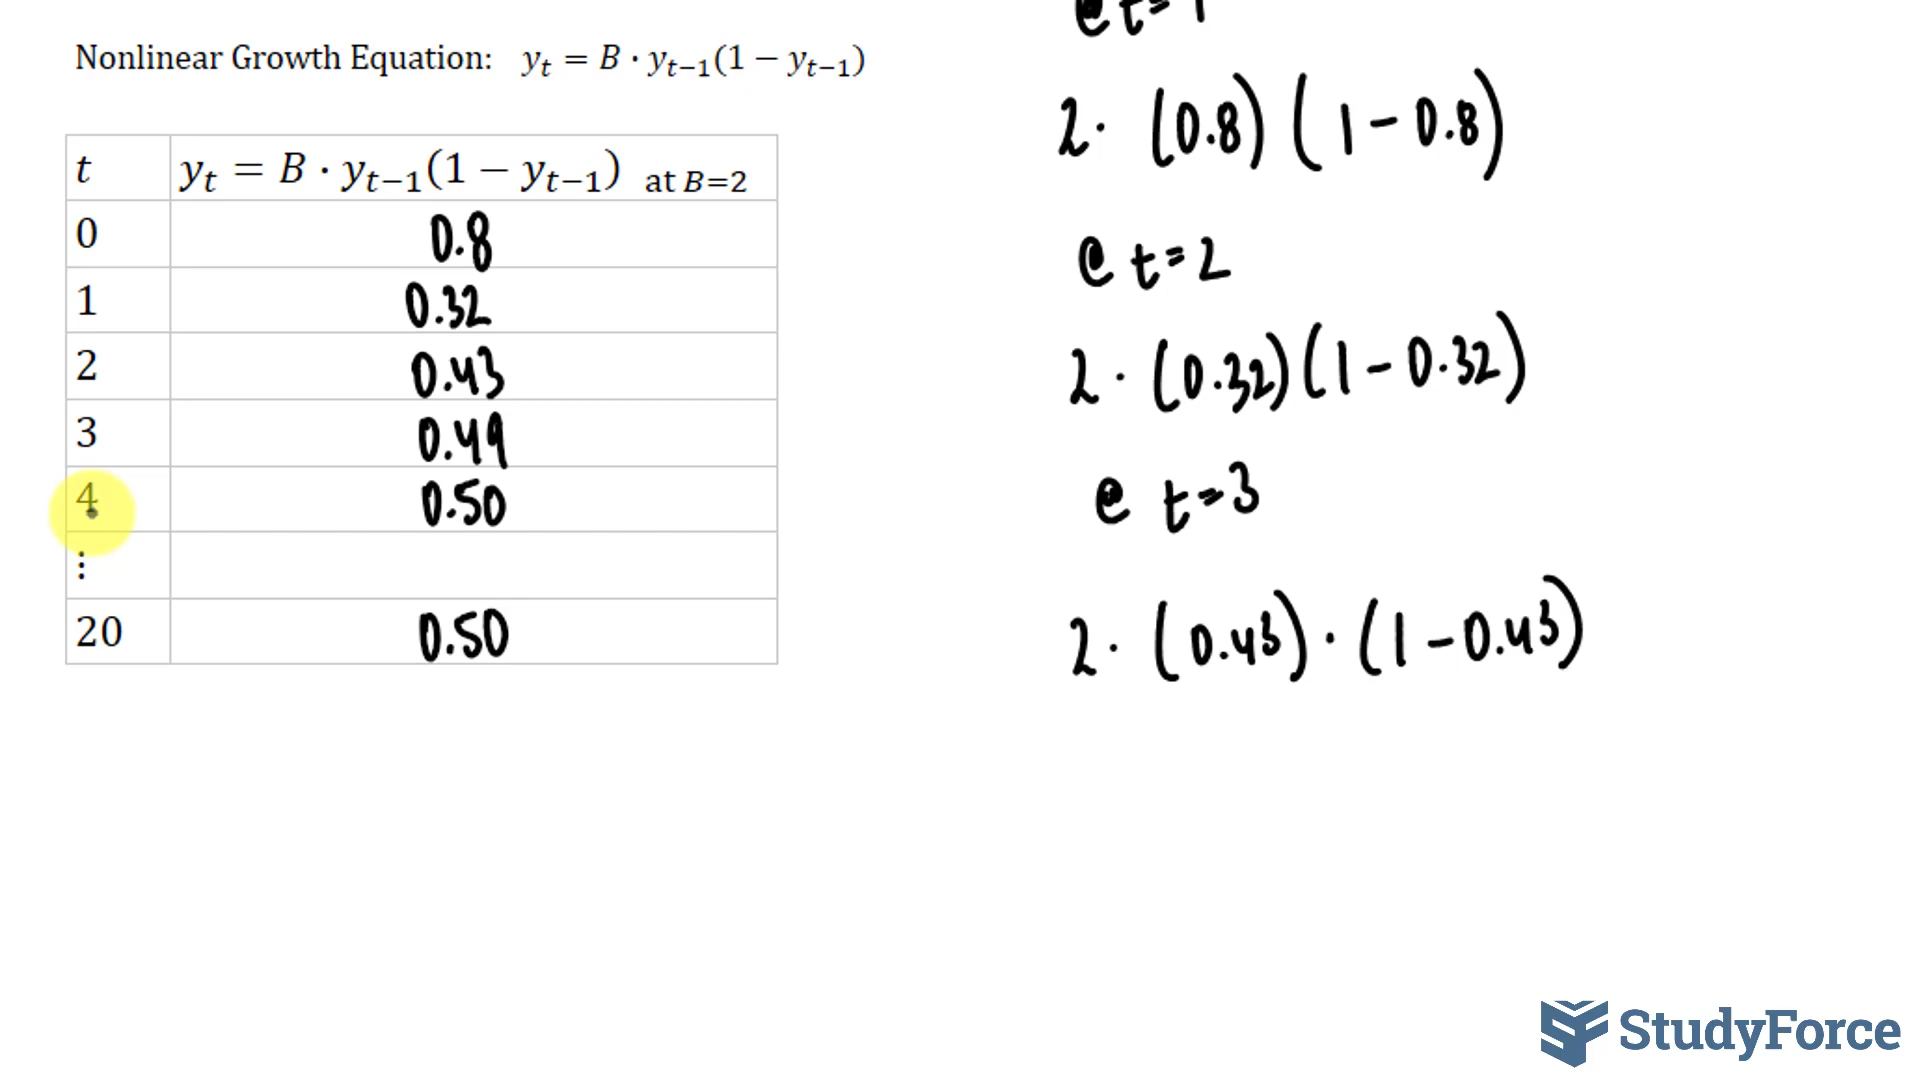 Nonlinear Growth Equation: yₜ = B · yₜ₋₁(1 − yₜ₋₁)
t yₜ = B · yₜ₋₁(1 − yₜ₋₁) at B=2
0 0.8
1 0.32
2 0.43
3 0.49
4 0.50
⋮
20 0.50
@ t=1
2· (0.8)(1-0.8)
@ t=2
2·(0.32)(1-0.32)
@ t=3
2·(0.43)·(1-0.43)
StudyForce